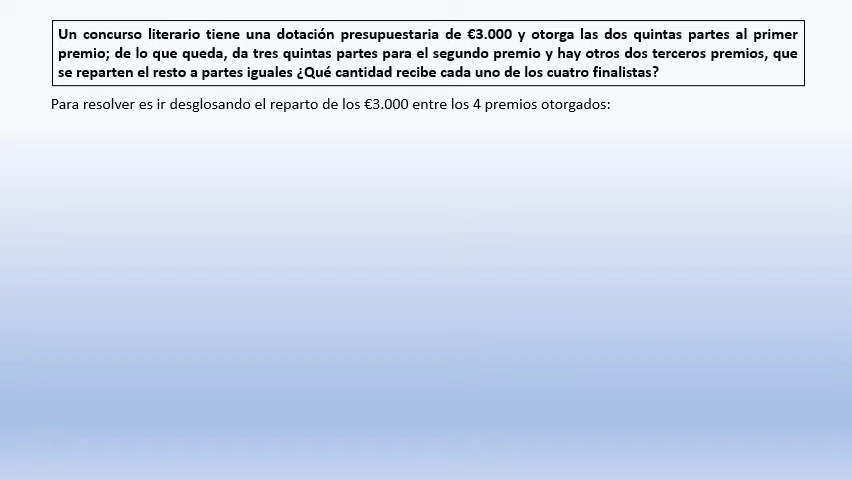 Un concurso literario tiene una dotación presupuestaria de €3.000 y otorga las dos quintas partes al primer
premio; de lo que queda, da tres quintas partes para el segundo premio y hay otros dos terceros premios, que
se reparten el resto a partes iguales ¿Qué cantidad recibe cada uno de los cuatro finalistas?
Para resolver es ir desglosando el reparto de los €3.000 entre los 4 premios otorgados: